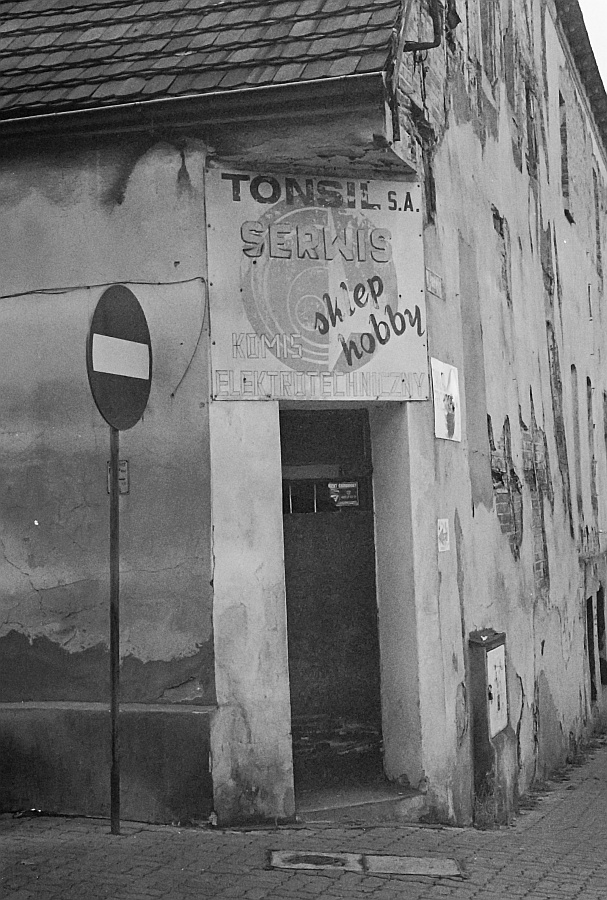 TONSIL S.A.
SERWIS
sklep
hobby
KOMIS
ELEKTROTECHNICZNY